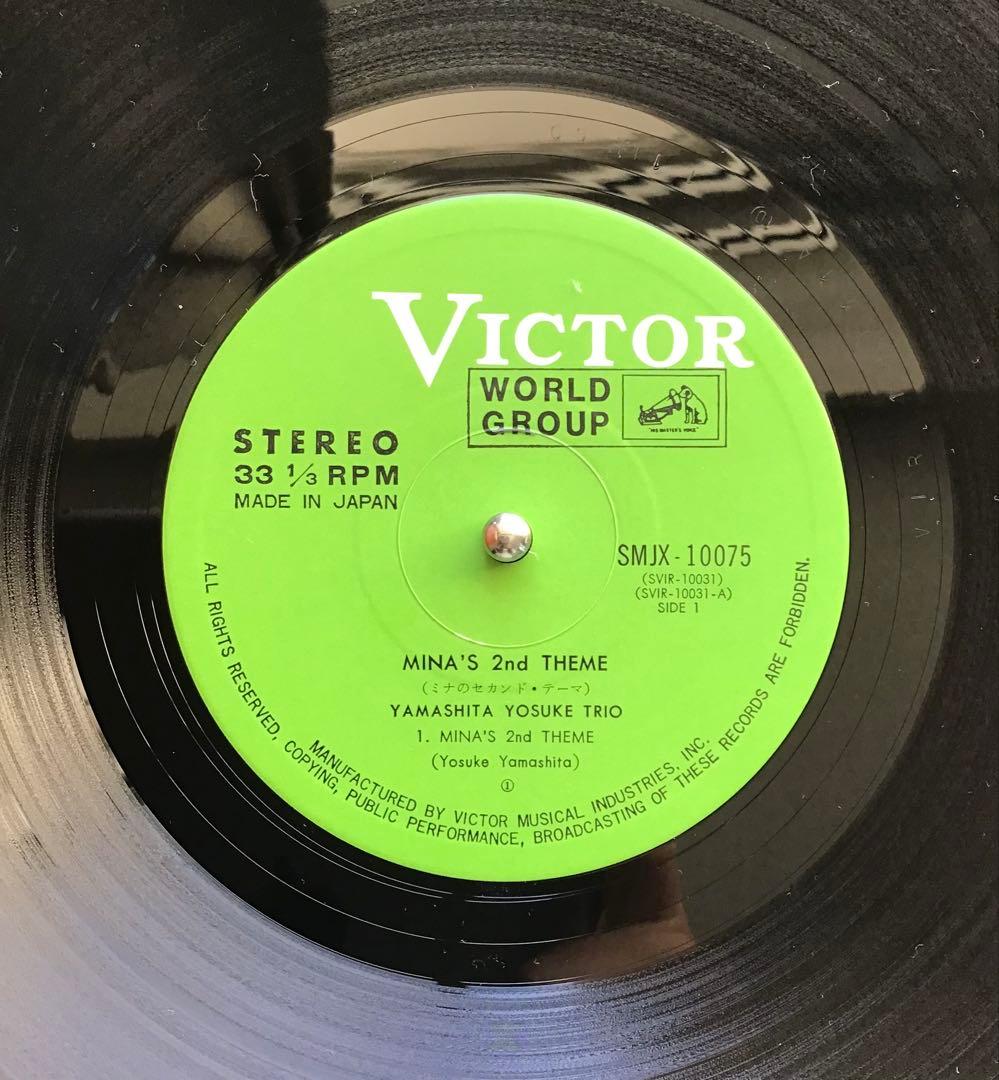 VICTOR
WORLD
GROUP
"HIS MASTER'S VOICE"
STEREO
33 1/3 RPM
MADE IN JAPAN
SMJX-10075
(SVIR-10031)
(SVIR-10031-A)
SIDE 1
MINA'S 2nd THEME
(ミナのセカンド・テーマ)
YAMASHITA YOSUKE TRIO
1. MINA'S 2nd THEME
(Yosuke Yamashita)
①
MANUFACTURED BY VICTOR MUSICAL INDUSTRIES, INC.
ALL RIGHTS RESERVED, COPYING, PUBLIC PERFORMANCE, BROADCASTING OF THESE RECORDS ARE FORBIDDEN.
VIR